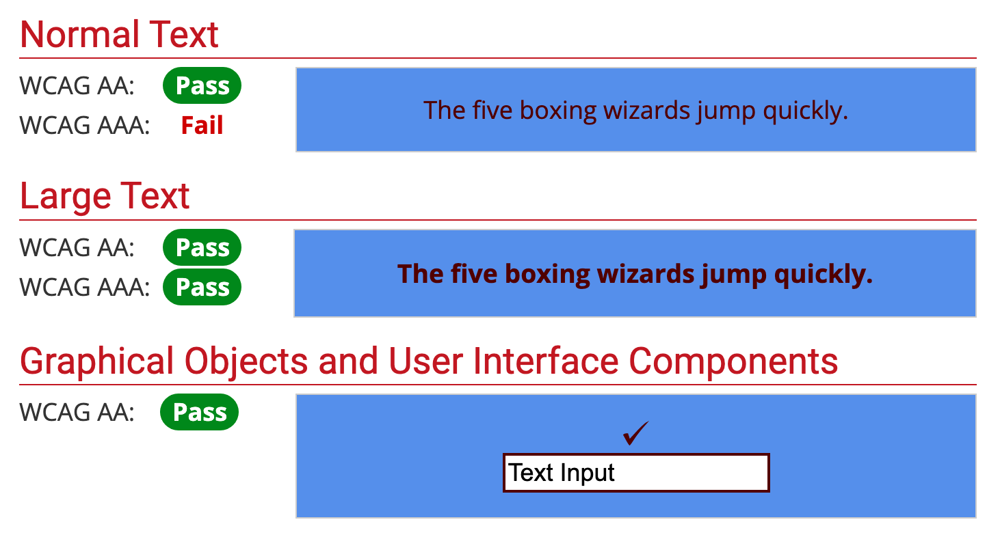 Normal Text
WCAG AA: Pass
WCAG AAA: Fail
The five boxing wizards jump quickly.
Large Text
WCAG AA: Pass
WCAG AAA: Pass
The five boxing wizards jump quickly.
Graphical Objects and User Interface Components
WCAG AA: Pass
✓
Text Input